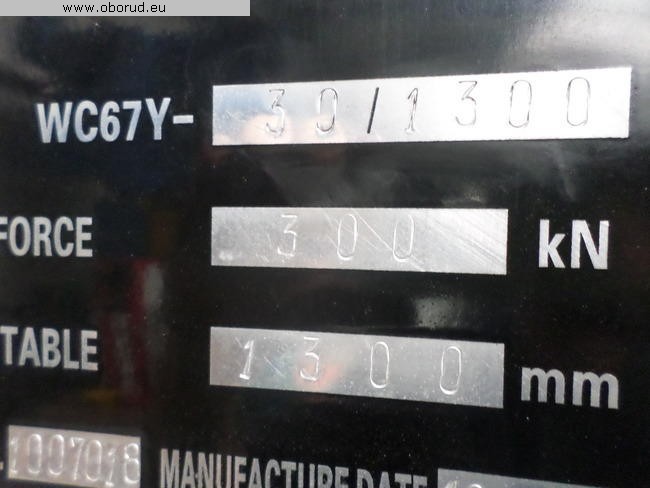 www.oborud.eu
WC67Y- 30/1300
FORCE 300 kN
TABLE 1300 mm
1007018 MANUFACTURE DATE